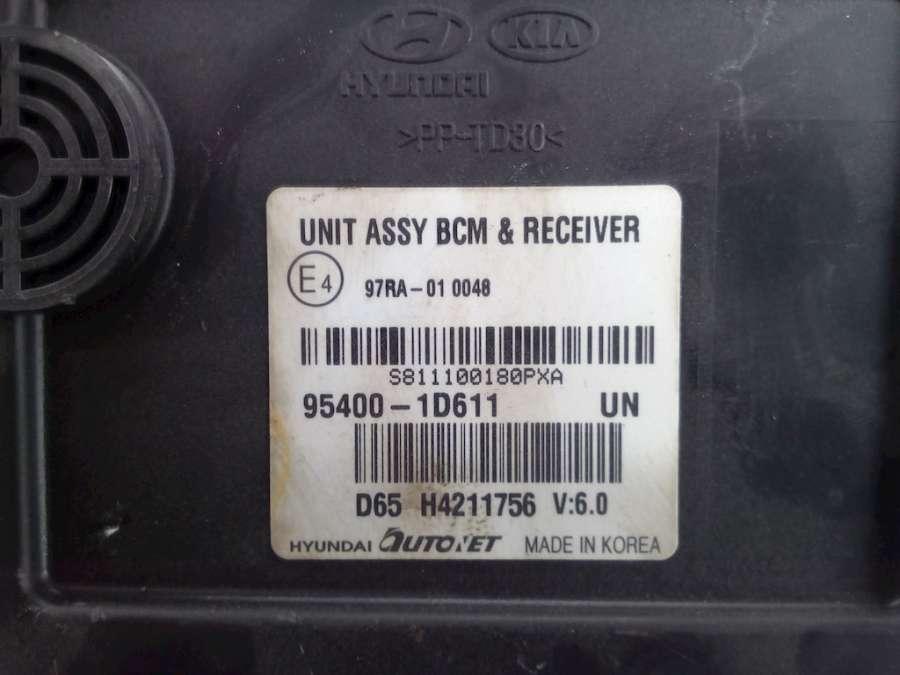 KIA
HYUNDAI
>PP-TD30<
UNIT ASSY BCM & RECEIVER
E4 97RA-01 0048
S811100180PXA
95400-1D611 UN
D65 H4211756 V:6.0
HYUNDAI AUTONET MADE IN KOREA